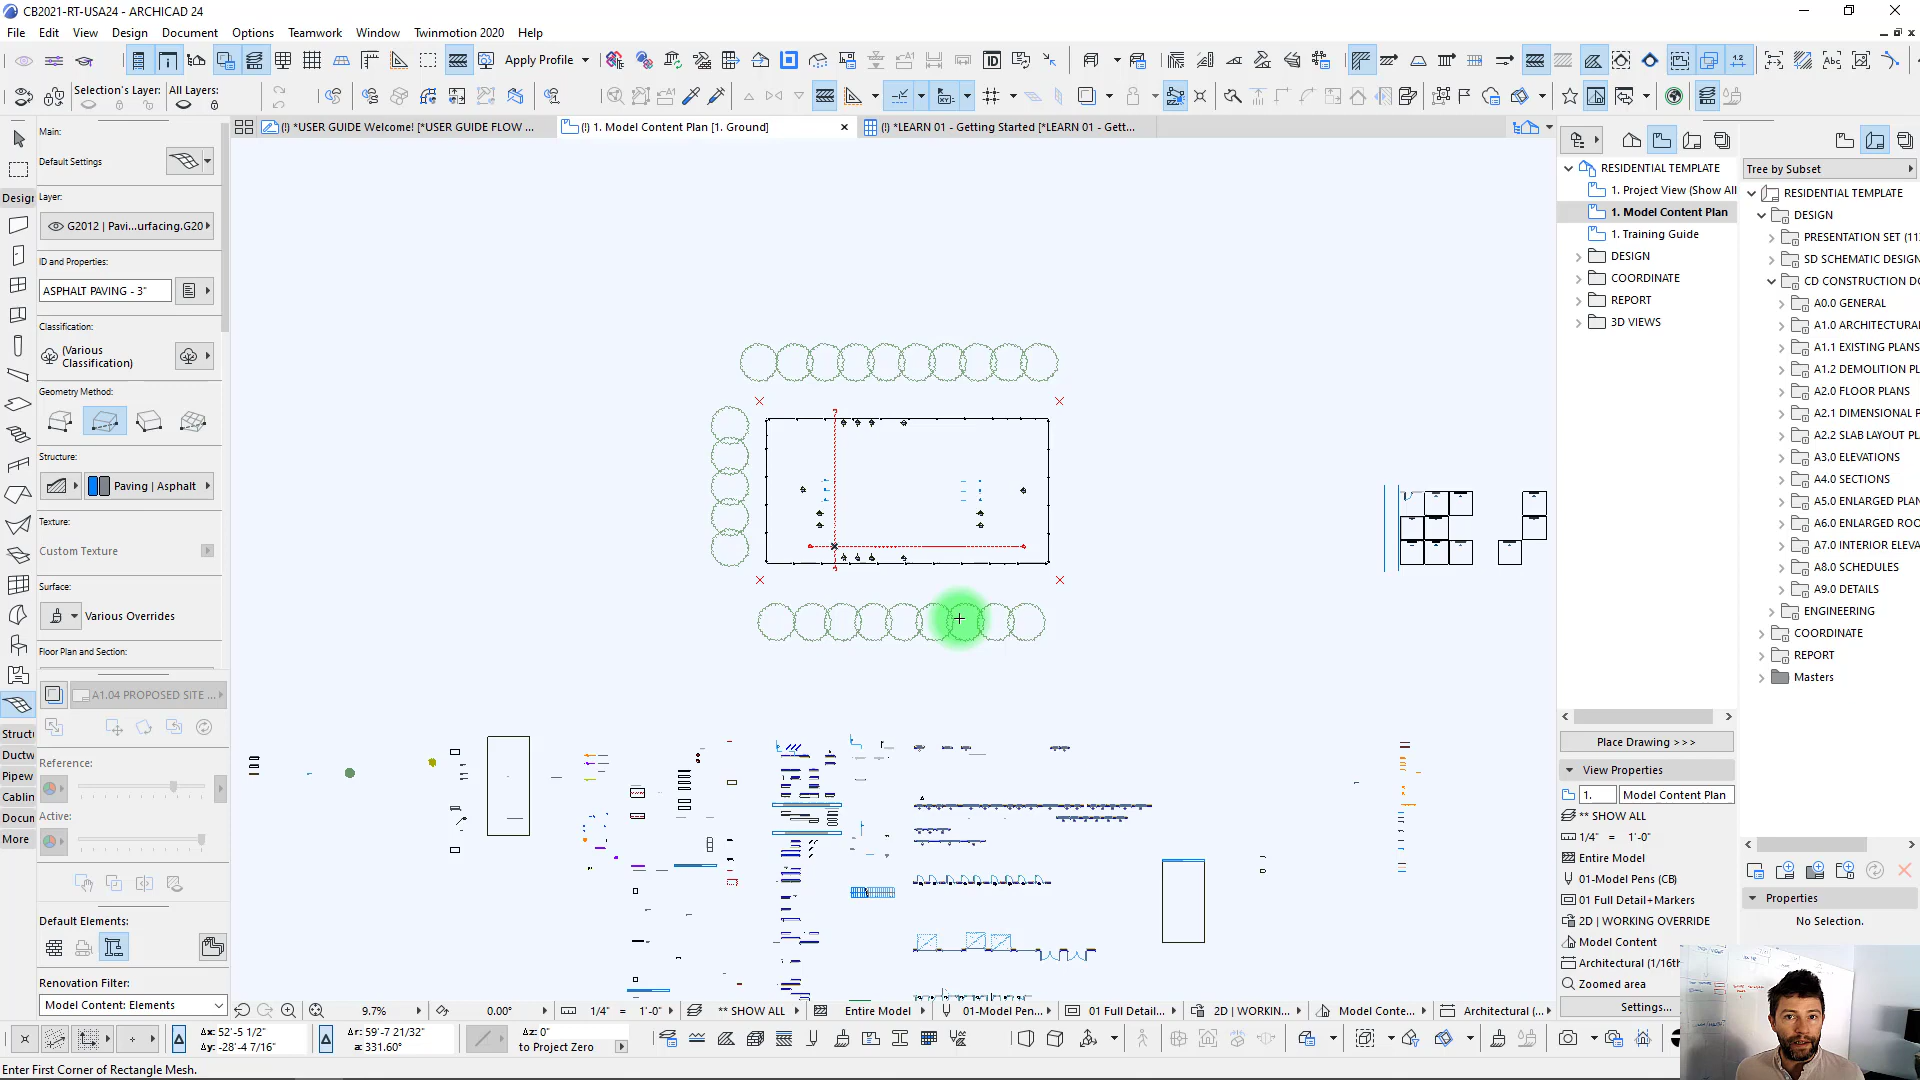 CB2021-RT-USA24 - ARCHICAD 24
File Edit View Design Document Options Teamwork Window Twinmotion 2020 Help
Apply Profile
Selection's Layer: All Layers:
(!) *USER GUIDE Welcome! [*USER GUIDE FLOW ...
(!) 1. Model Content Plan [1. Ground]
(!) *LEARN 01 - Getting Started [*LEARN 01 - Gett...
Main:
Default Settings
Design
Layer:
G2012 | Pavi...urfacing.G20
ID and Properties:
ASPHALT PAVING - 3"
Classification:
(Various
Classification)
Geometry Method:
Structure:
Paving | Asphalt
Texture:
Custom Texture
Surface:
Various Overrides
Floor Plan and Section:
A1.04 PROPOSED SITE ...
Struct
Ductw
Pipew
Cablin
Docum
More
Reference:
Active:
Default Elements:
Renovation Filter:
Model Content: Elements
RESIDENTIAL TEMPLATE
1. Project View (Show All
1. Model Content Plan
1. Training Guide
DESIGN
COORDINATE
REPORT
3D VIEWS
Place Drawing >>>
View Properties
1. Model Content Plan
** SHOW ALL
1/4" = 1'-0"
Entire Model
01-Model Pens (CB)
01 Full Detail+Markers
2D | WORKING OVERRIDE
Model Content
Architectural (1/16th
Zoomed area
Settings...
Tree by Subset
RESIDENTIAL TEMPLATE
DESIGN
PRESENTATION SET (11
SD SCHEMATIC DESIGN
CD CONSTRUCTION DO
A0.0 GENERAL
A1.0 ARCHITECTURA
A1.1 EXISTING PLANS
A1.2 DEMOLITION PL
A2.0 FLOOR PLANS
A2.1 DIMENSIONAL P
A2.2 SLAB LAYOUT PL
A3.0 ELEVATIONS
A4.0 SECTIONS
A5.0 ENLARGED PLAN
A6.0 ENLARGED ROO
A7.0 INTERIOR ELEVA
A8.0 SCHEDULES
A9.0 DETAILS
ENGINEERING
COORDINATE
REPORT
Masters
Properties
No Selection.
9.7% 0.00° 1/4" = 1'-0" ** SHOW ALL Entire Model 01-Model Pen... 01 Full Detail... 2D | WORKIN... Model Conte... Architectural (...
Δx: 52'-5 1/2" Δr: 59'-7 21/32" Δz: 0"
Δy: -28'-4 7/16" a: 331.60° to Project Zero
Enter First Corner of Rectangle Mesh.